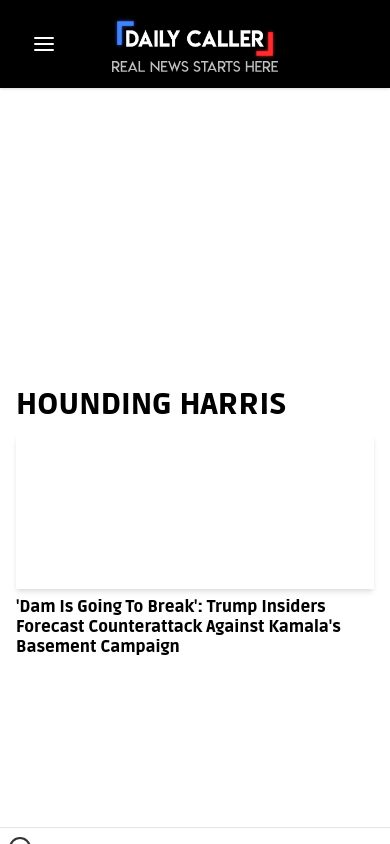 DAILY CALLER
REAL NEWS STARTS HERE
HOUNDING HARRIS
'Dam Is Going To Break': Trump Insiders
Forecast Counterattack Against Kamala's
Basement Campaign